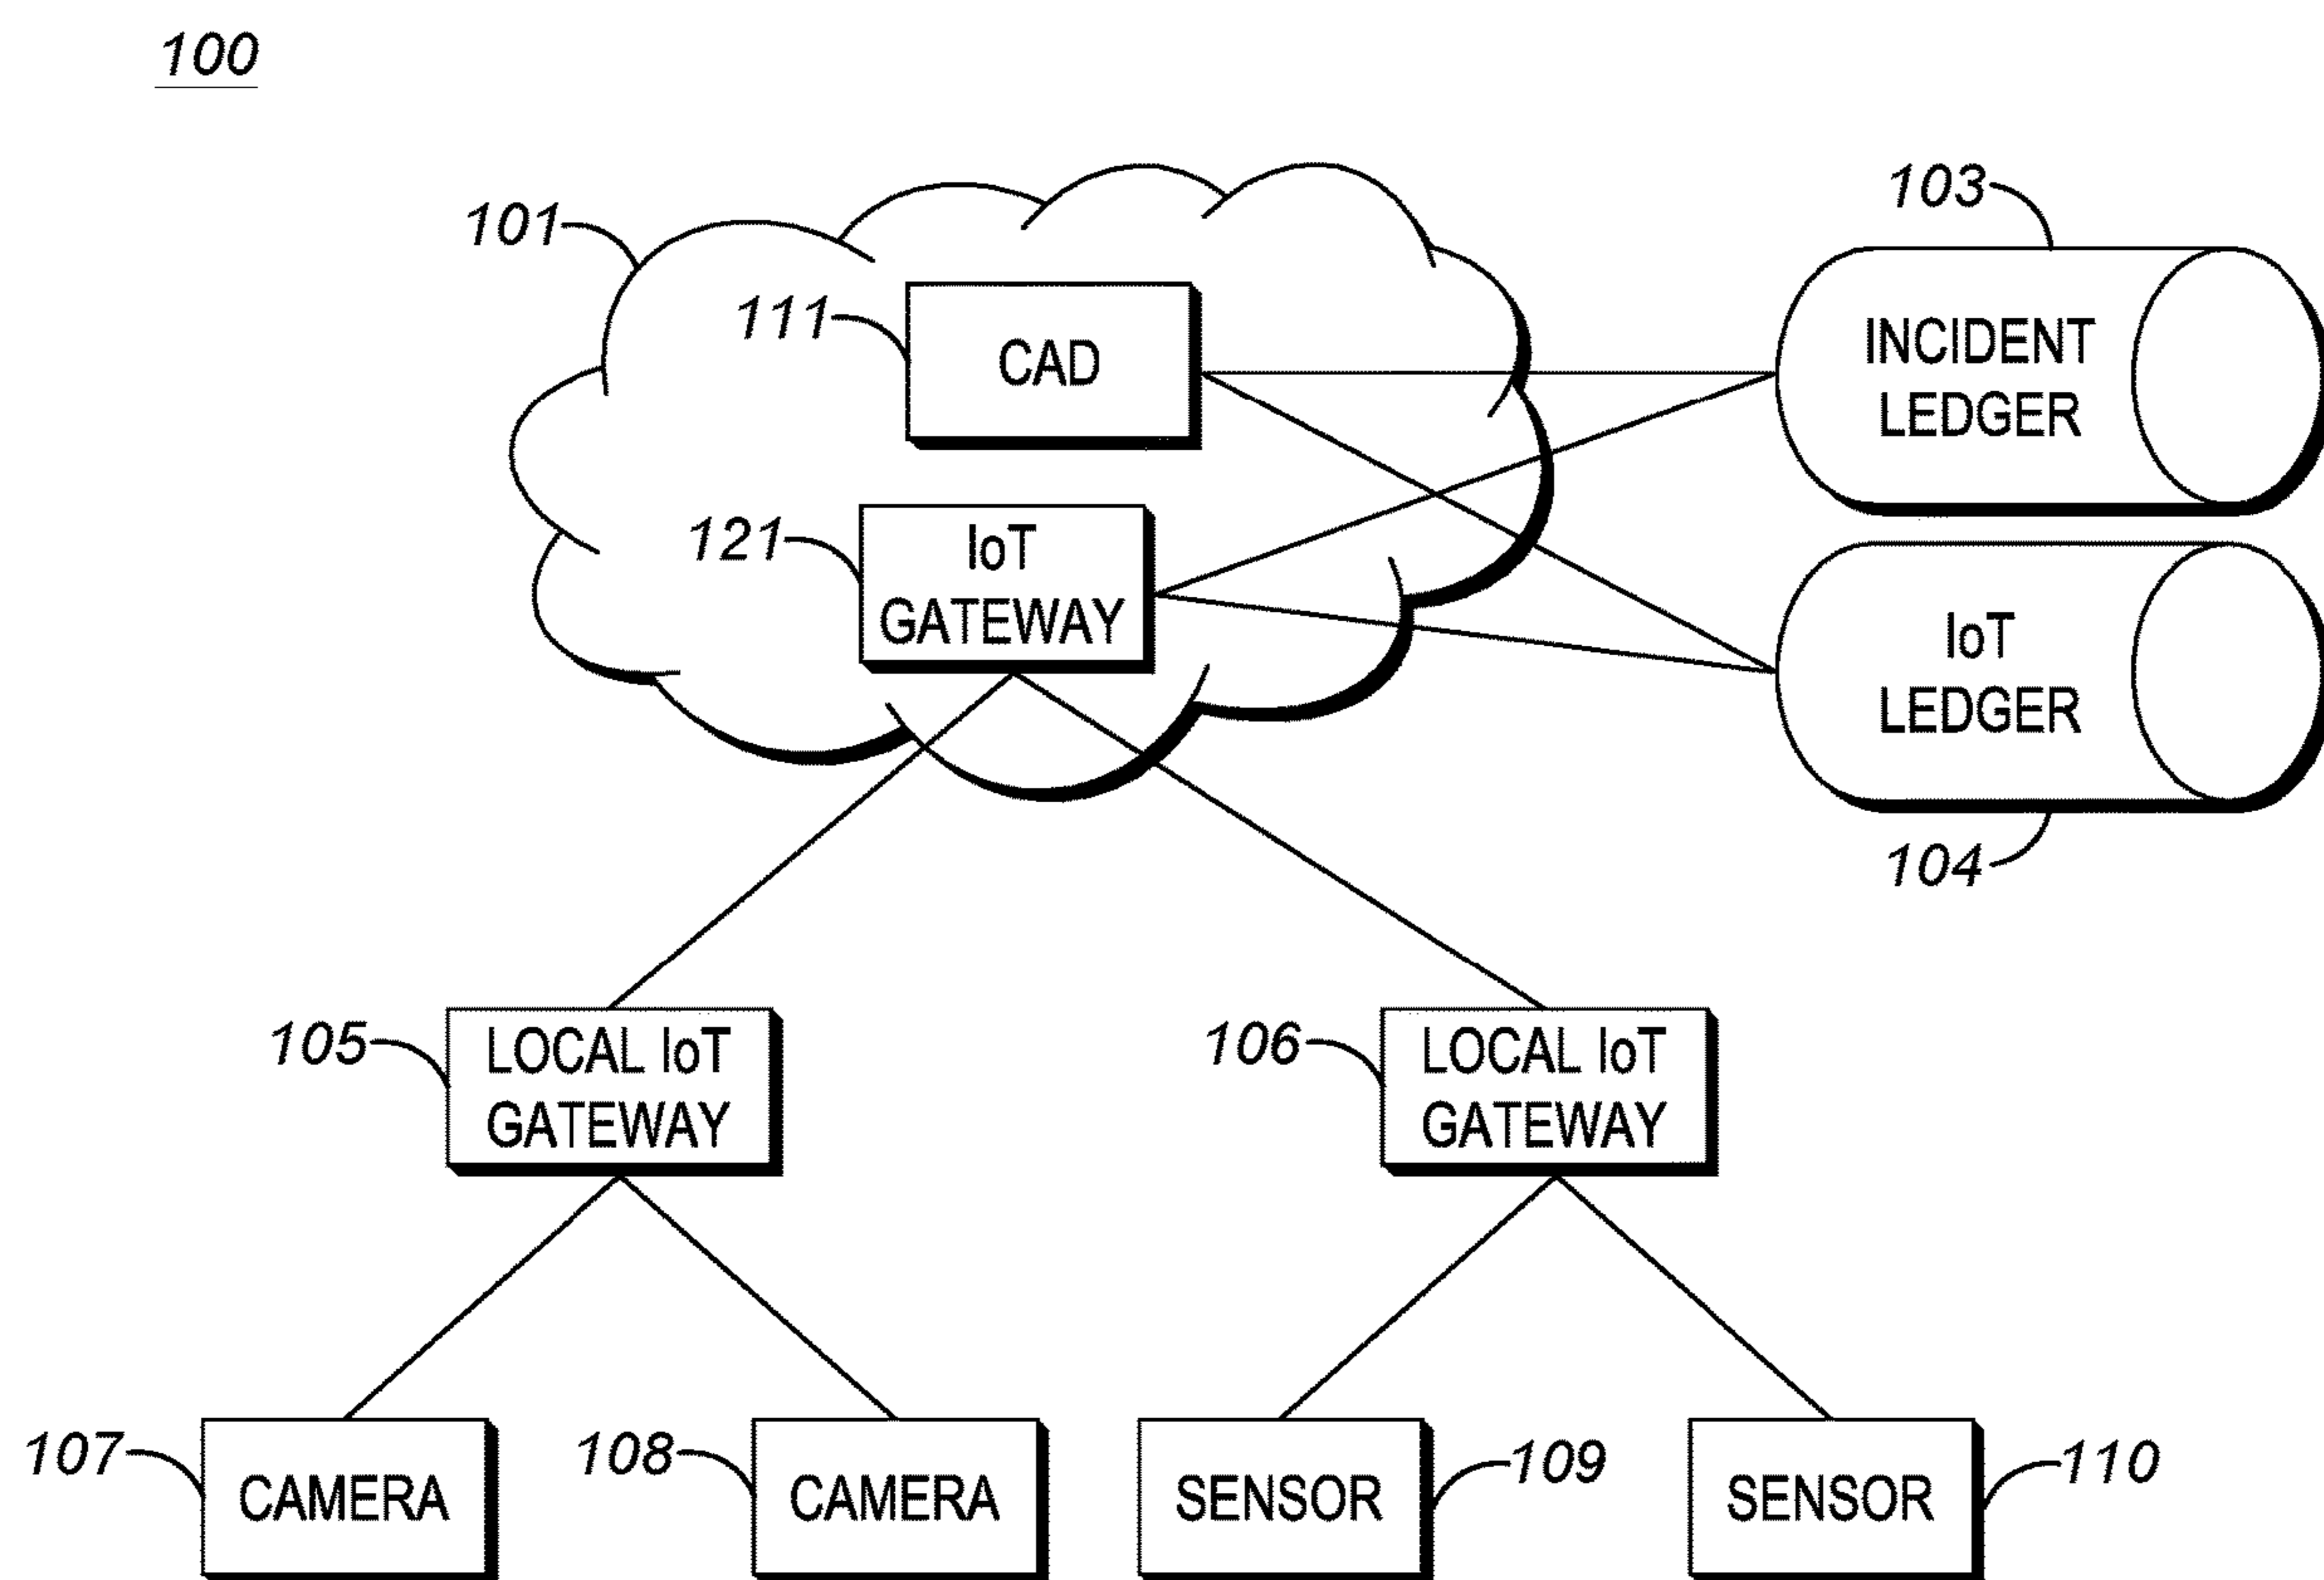 100
101
103
111
CAD
INCIDENT
LEDGER
121
IoT
GATEWAY
IoT
LEDGER
104
105
LOCAL IoT
GATEWAY
106
LOCAL IoT
GATEWAY
107
CAMERA
108
CAMERA
SENSOR
109
SENSOR
110